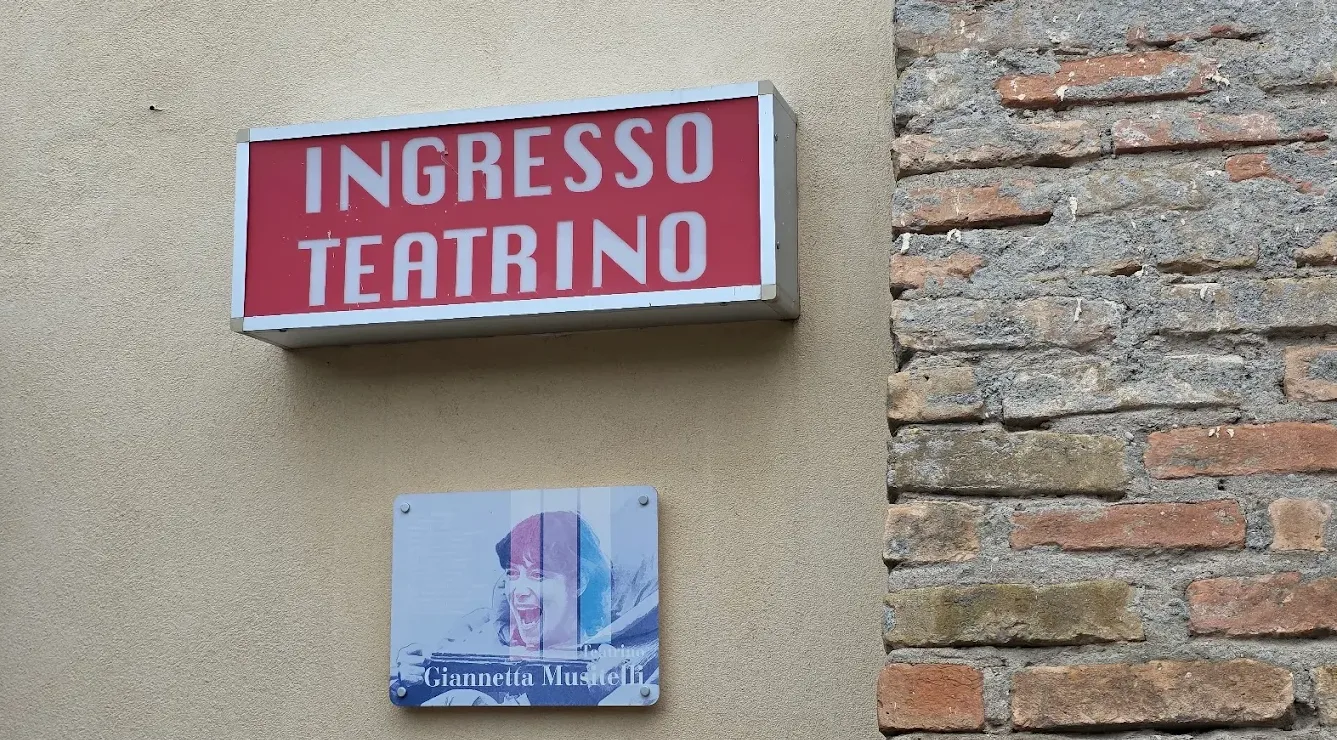 INGRESSO
TEATRINO
Teatrino
Giannetta Musitelli